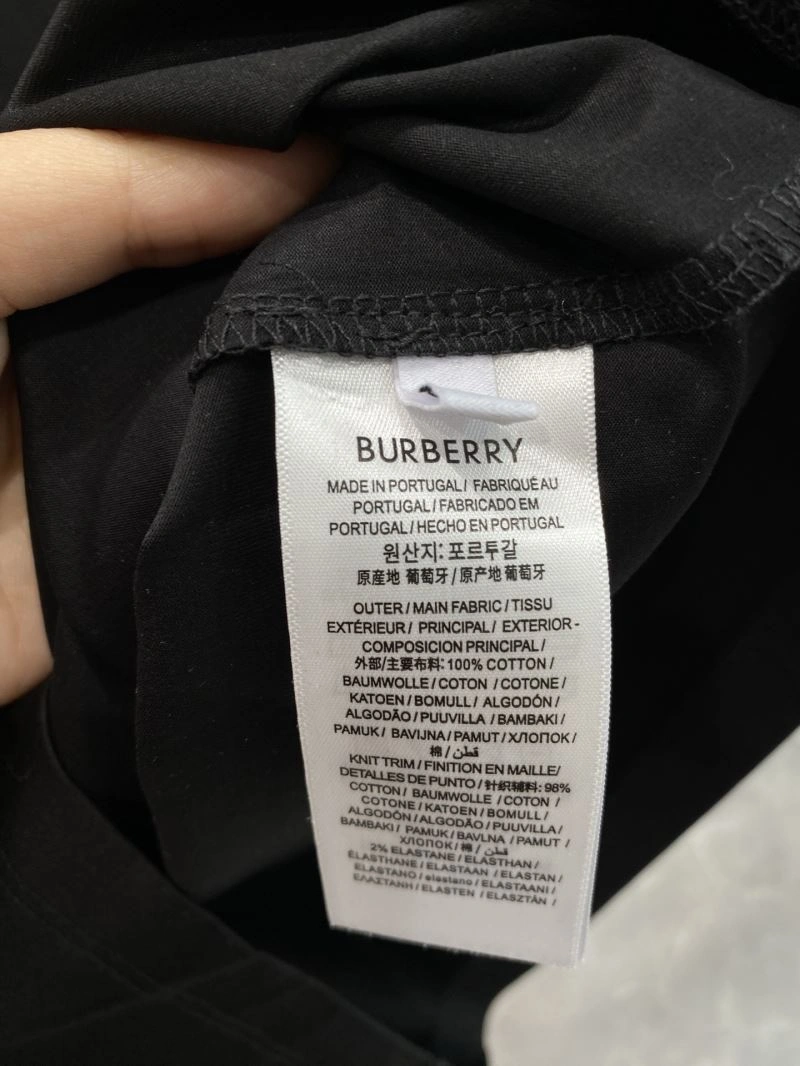 BURBERRY
MADE IN PORTUGAL / FABRIQUÉ AU
PORTUGAL / FABRICADO EM
PORTUGAL / HECHO EN PORTUGAL
원산지: 포르투갈
原産地 葡萄牙 / 原产地 葡萄牙
OUTER / MAIN FABRIC / TISSU
EXTÉRIEUR / PRINCIPAL / EXTERIOR -
COMPOSICION PRINCIPAL /
外部/主要布料: 100% COTTON /
BAUMWOLLE / COTON / COTONE /
KATOEN / BOMULL / ALGODÓN /
ALGODÃO / PUUVILLA / BAMBAKI /
PAMUK / BAVIJNA / PAMUT / ХЛОПОК /
棉 / قطن
KNIT TRIM / FINITION EN MAILLE/
DETALLES DE PUNTO / 针织辅料: 98%
COTTON / BAUMWOLLE / COTON /
COTONE / KATOEN / BOMULL /
ALGODÓN / ALGODÃO / PUUVILLA /
BAMBAKI / PAMUK / BAVLNA / PAMUT /
ХЛОПОК / 棉 / قطن
2% ELASTANE / ELASTHAN /
ÉLASTHANE / ELASTAAN / ELASTAN /
ELASTANO / elastano / ELASTAANI /
ΕΛΑΣΤΑΝΗ / ELASTEN / ELASZTÁN /